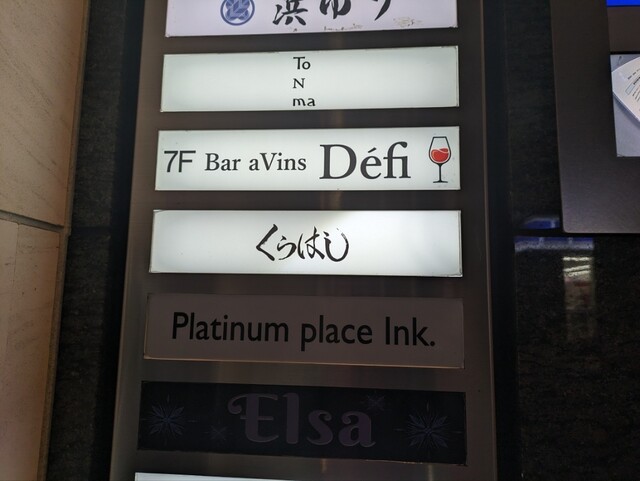 To
N
ma
7F Bar aVins Défi
くらはし
Platinum place Ink.
Elsa